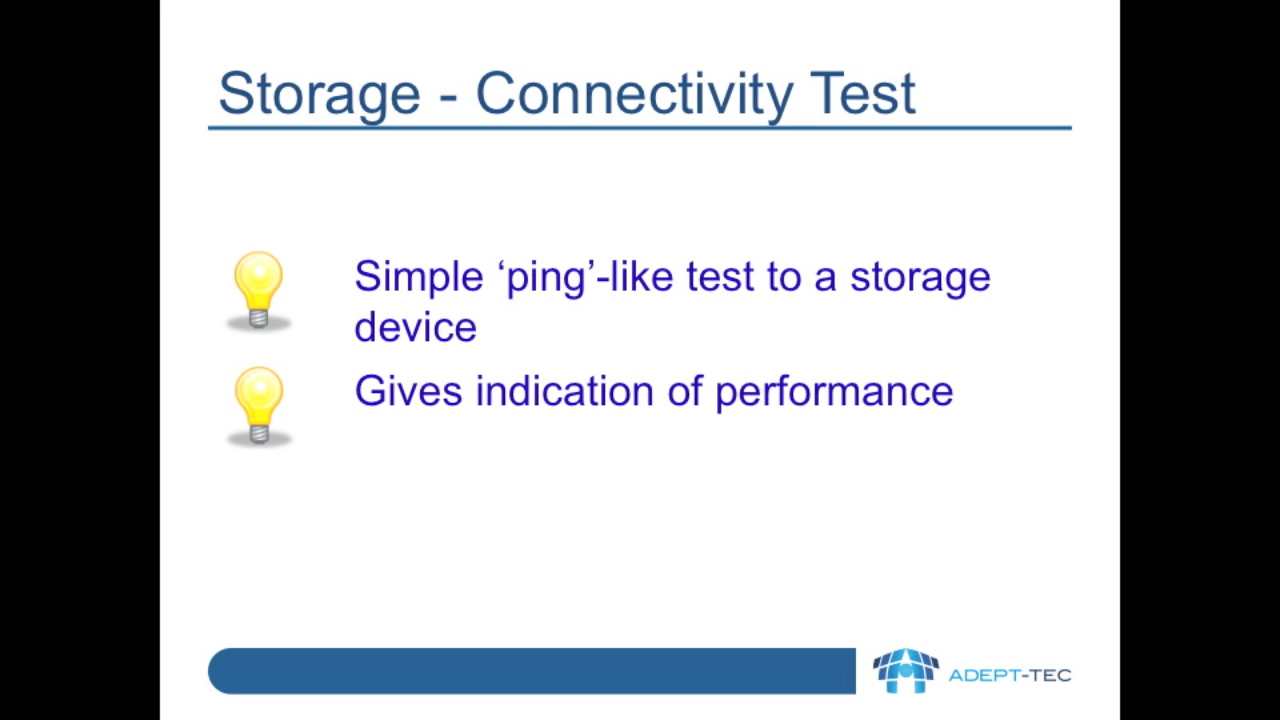 Storage - Connectivity Test
Simple ‘ping’-like test to a storage
device
Gives indication of performance
ADEPT-TEC